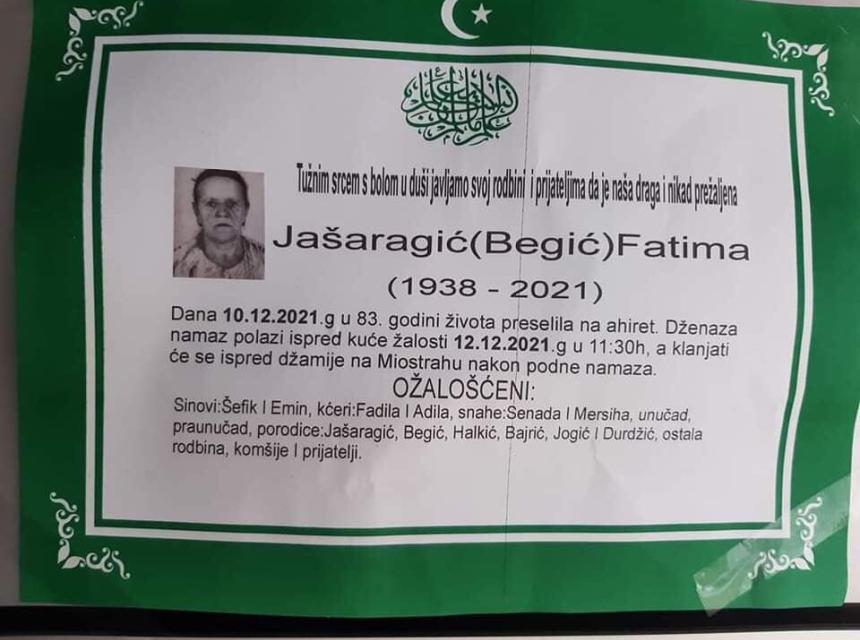 Tužnim srcem s bolom u duši javljamo svoj rodbini i prijateljima da je naša draga i nikad prežaljena
Jašaragić(Begić)Fatima
(1938 - 2021)
Dana 10.12.2021.g u 83. godini života preselila na ahiret. Dženaza
namaz polazi ispred kuće žalosti 12.12.2021.g u 11:30h, a klanjati
će se ispred džamije na Miostrahu nakon podne namaza.
OŽALOŠĆENI:
Sinovi:Šefik I Emin, kćeri:Fadila I Adila, snahe:Senada I Mersiha, unučad,
praunučad, porodice:Jašaragić, Begić, Halkić, Bajrić, Jogić I Durdžić, ostala
rodbina, komšije I prijatelji.